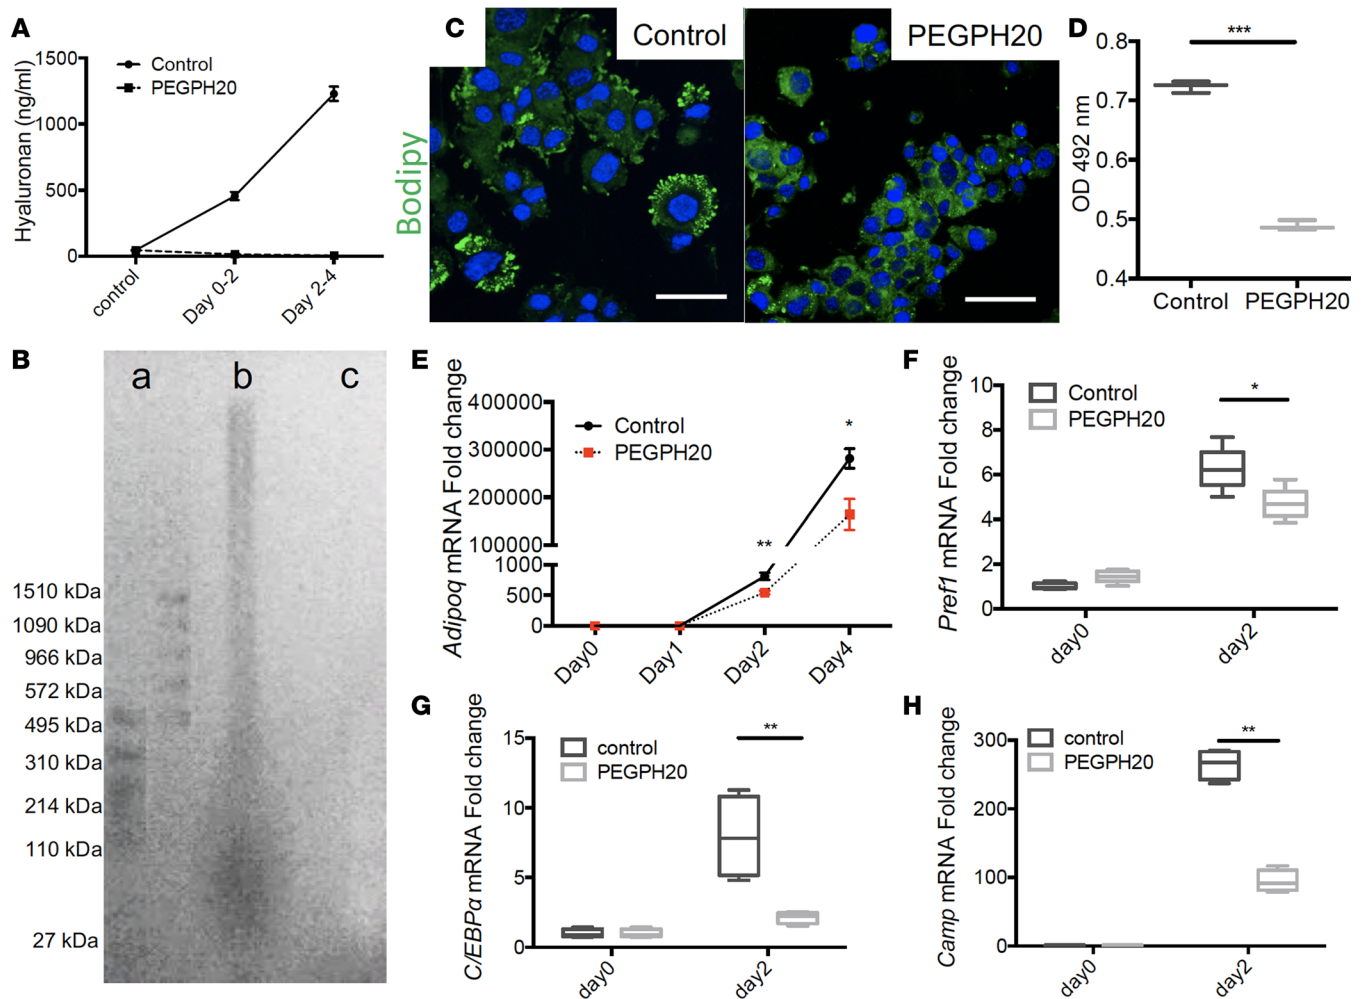 A
Hyaluronan (ng/ml)
1500
1000
500
0
Control
PEGPH20
control
Day 0-2
Day 2-4
C
Bodipy
Control
PEGPH20
D
***
OD 492 nm
0.8
0.7
0.6
0.5
0.4
Control
PEGPH20
B
a
b
c
1510 kDa
1090 kDa
966 kDa
572 kDa
495 kDa
310 kDa
214 kDa
110 kDa
27 kDa
E
Adipoq mRNA Fold change
400000
300000
200000
100000
1000
500
0
Control
PEGPH20
**
*
Day0
Day1
Day2
Day4
F
Pref1 mRNA Fold change
10
8
6
4
2
0
Control
PEGPH20
*
day0
day2
G
C/EBPα mRNA Fold change
15
10
5
0
control
PEGPH20
**
day0
day2
H
Camp mRNA Fold change
300
200
100
0
control
PEGPH20
**
day0
day2